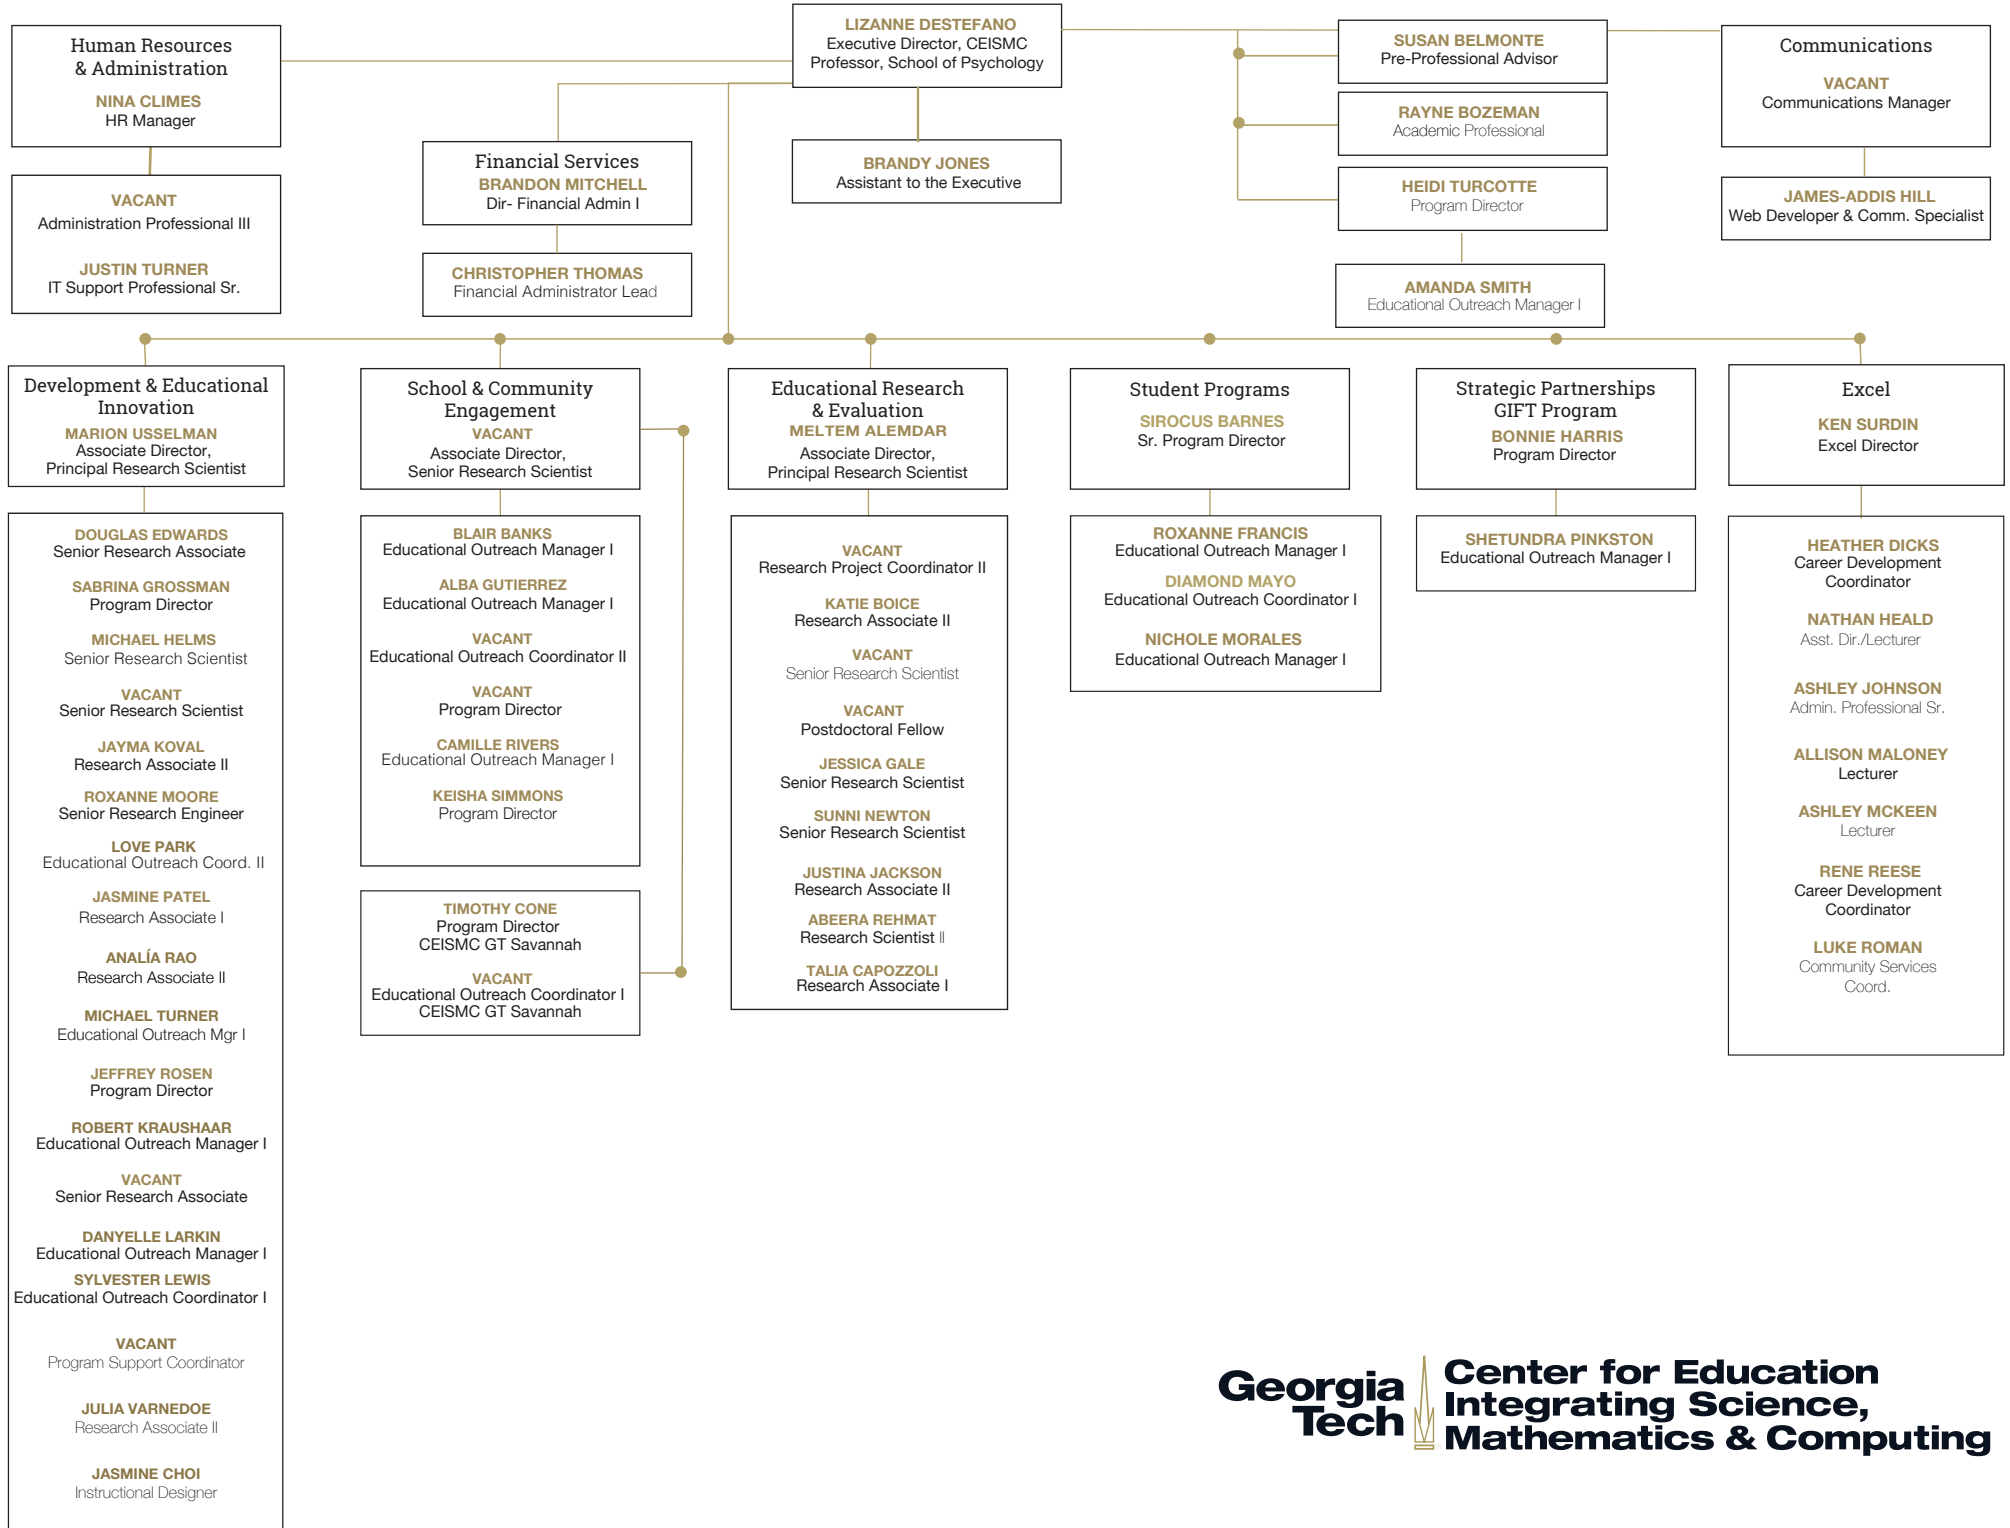 LIZANNE DESTEFANO
Executive Director, CEISMC
Professor, School of Psychology
Human Resources
& Administration
NINA CLIMES
HR Manager
VACANT
Administration Professional III
JUSTIN TURNER
IT Support Professional Sr.
Financial Services
BRANDON MITCHELL
Dir- Financial Admin I
CHRISTOPHER THOMAS
Financial Administrator Lead
BRANDY JONES
Assistant to the Executive
SUSAN BELMONTE
Pre-Professional Advisor
RAYNE BOZEMAN
Academic Professional
HEIDI TURCOTTE
Program Director
AMANDA SMITH
Educational Outreach Manager I
Communications
VACANT
Communications Manager
JAMES-ADDIS HILL
Web Developer & Comm. Specialist
Development & Educational
Innovation
MARION USSELMAN
Associate Director,
Principal Research Scientist
DOUGLAS EDWARDS
Senior Research Associate
SABRINA GROSSMAN
Program Director
MICHAEL HELMS
Senior Research Scientist
VACANT
Senior Research Scientist
JAYMA KOVAL
Research Associate II
ROXANNE MOORE
Senior Research Engineer
LOVE PARK
Educational Outreach Coord. II
JASMINE PATEL
Research Associate I
ANALÍA RAO
Research Associate II
MICHAEL TURNER
Educational Outreach Mgr I
JEFFREY ROSEN
Program Director
ROBERT KRAUSHAAR
Educational Outreach Manager I
VACANT
Senior Research Associate
DANYELLE LARKIN
Educational Outreach Manager I
SYLVESTER LEWIS
Educational Outreach Coordinator I
VACANT
Program Support Coordinator
JULIA VARNEDOE
Research Associate II
JASMINE CHOI
Instructional Designer
School & Community
Engagement
VACANT
Associate Director,
Senior Research Scientist
BLAIR BANKS
Educational Outreach Manager I
ALBA GUTIERREZ
Educational Outreach Manager I
VACANT
Educational Outreach Coordinator II
VACANT
Program Director
CAMILLE RIVERS
Educational Outreach Manager I
KEISHA SIMMONS
Program Director
TIMOTHY CONE
Program Director
CEISMC GT Savannah
VACANT
Educational Outreach Coordinator I
CEISMC GT Savannah
Educational Research
& Evaluation
MELTEM ALEMDAR
Associate Director,
Principal Research Scientist
VACANT
Research Project Coordinator II
KATIE BOICE
Research Associate II
VACANT
Senior Research Scientist
VACANT
Postdoctoral Fellow
JESSICA GALE
Senior Research Scientist
SUNNI NEWTON
Senior Research Scientist
JUSTINA JACKSON
Research Associate II
ABEERA REHMAT
Research Scientist II
TALIA CAPOZZOLI
Research Associate I
Student Programs
SIROCUS BARNES
Sr. Program Director
ROXANNE FRANCIS
Educational Outreach Manager I
DIAMOND MAYO
Educational Outreach Coordinator I
NICHOLE MORALES
Educational Outreach Manager I
Strategic Partnerships
GIFT Program
BONNIE HARRIS
Program Director
SHETUNDRA PINKSTON
Educational Outreach Manager I
Excel
KEN SURDIN
Excel Director
HEATHER DICKS
Career Development
Coordinator
NATHAN HEALD
Asst. Dir./Lecturer
ASHLEY JOHNSON
Admin. Professional Sr.
ALLISON MALONEY
Lecturer
ASHLEY MCKEEN
Lecturer
RENE REESE
Career Development
Coordinator
LUKE ROMAN
Community Services
Coord.
Georgia
Tech
Center for Education
Integrating Science,
Mathematics & Computing